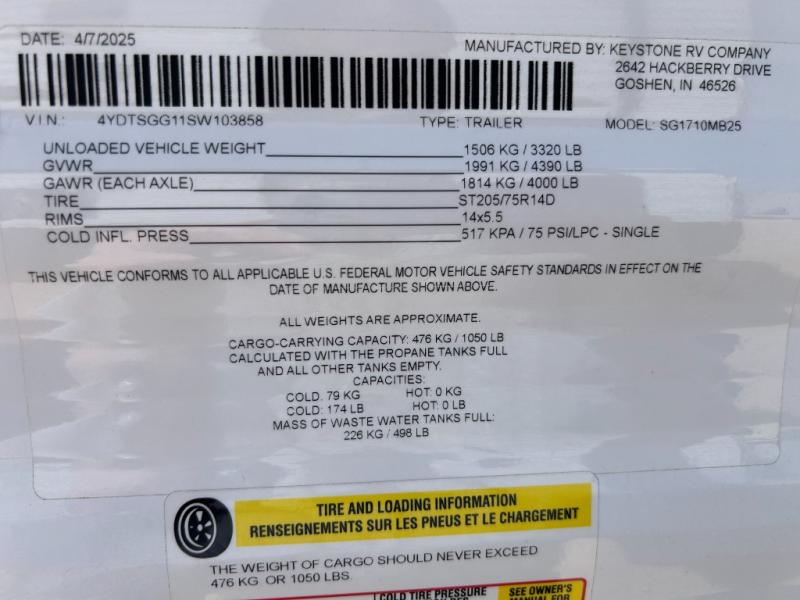 DATE: 4/7/2025
MANUFACTURED BY: KEYSTONE RV COMPANY
2642 HACKBERRY DRIVE
GOSHEN, IN 46526
V I N.: 4YDTSGG11SW103858 TYPE: TRAILER MODEL: SG1710MB25
UNLOADED VEHICLE WEIGHT 1506 KG / 3320 LB
GVWR 1991 KG / 4390 LB
GAWR (EACH AXLE) 1814 KG / 4000 LB
TIRE ST205/75R14D
RIMS 14x5.5
COLD INFL. PRESS 517 KPA / 75 PSI/LPC - SINGLE
THIS VEHICLE CONFORMS TO ALL APPLICABLE U.S. FEDERAL MOTOR VEHICLE SAFETY STANDARDS IN EFFECT ON THE
DATE OF MANUFACTURE SHOWN ABOVE.
ALL WEIGHTS ARE APPROXIMATE.
CARGO-CARRYING CAPACITY: 476 KG / 1050 LB
CALCULATED WITH THE PROPANE TANKS FULL
AND ALL OTHER TANKS EMPTY.
CAPACITIES:
COLD: 79 KG HOT: 0 KG
COLD: 174 LB HOT: 0 LB
MASS OF WASTE WATER TANKS FULL:
226 KG / 498 LB
TIRE AND LOADING INFORMATION
RENSEIGNEMENTS SUR LES PNEUS ET LE CHARGEMENT
THE WEIGHT OF CARGO SHOULD NEVER EXCEED
476 KG OR 1050 LBS
COLD TIRE PRESSURE SEE OWNER'S
MANUAL FOR